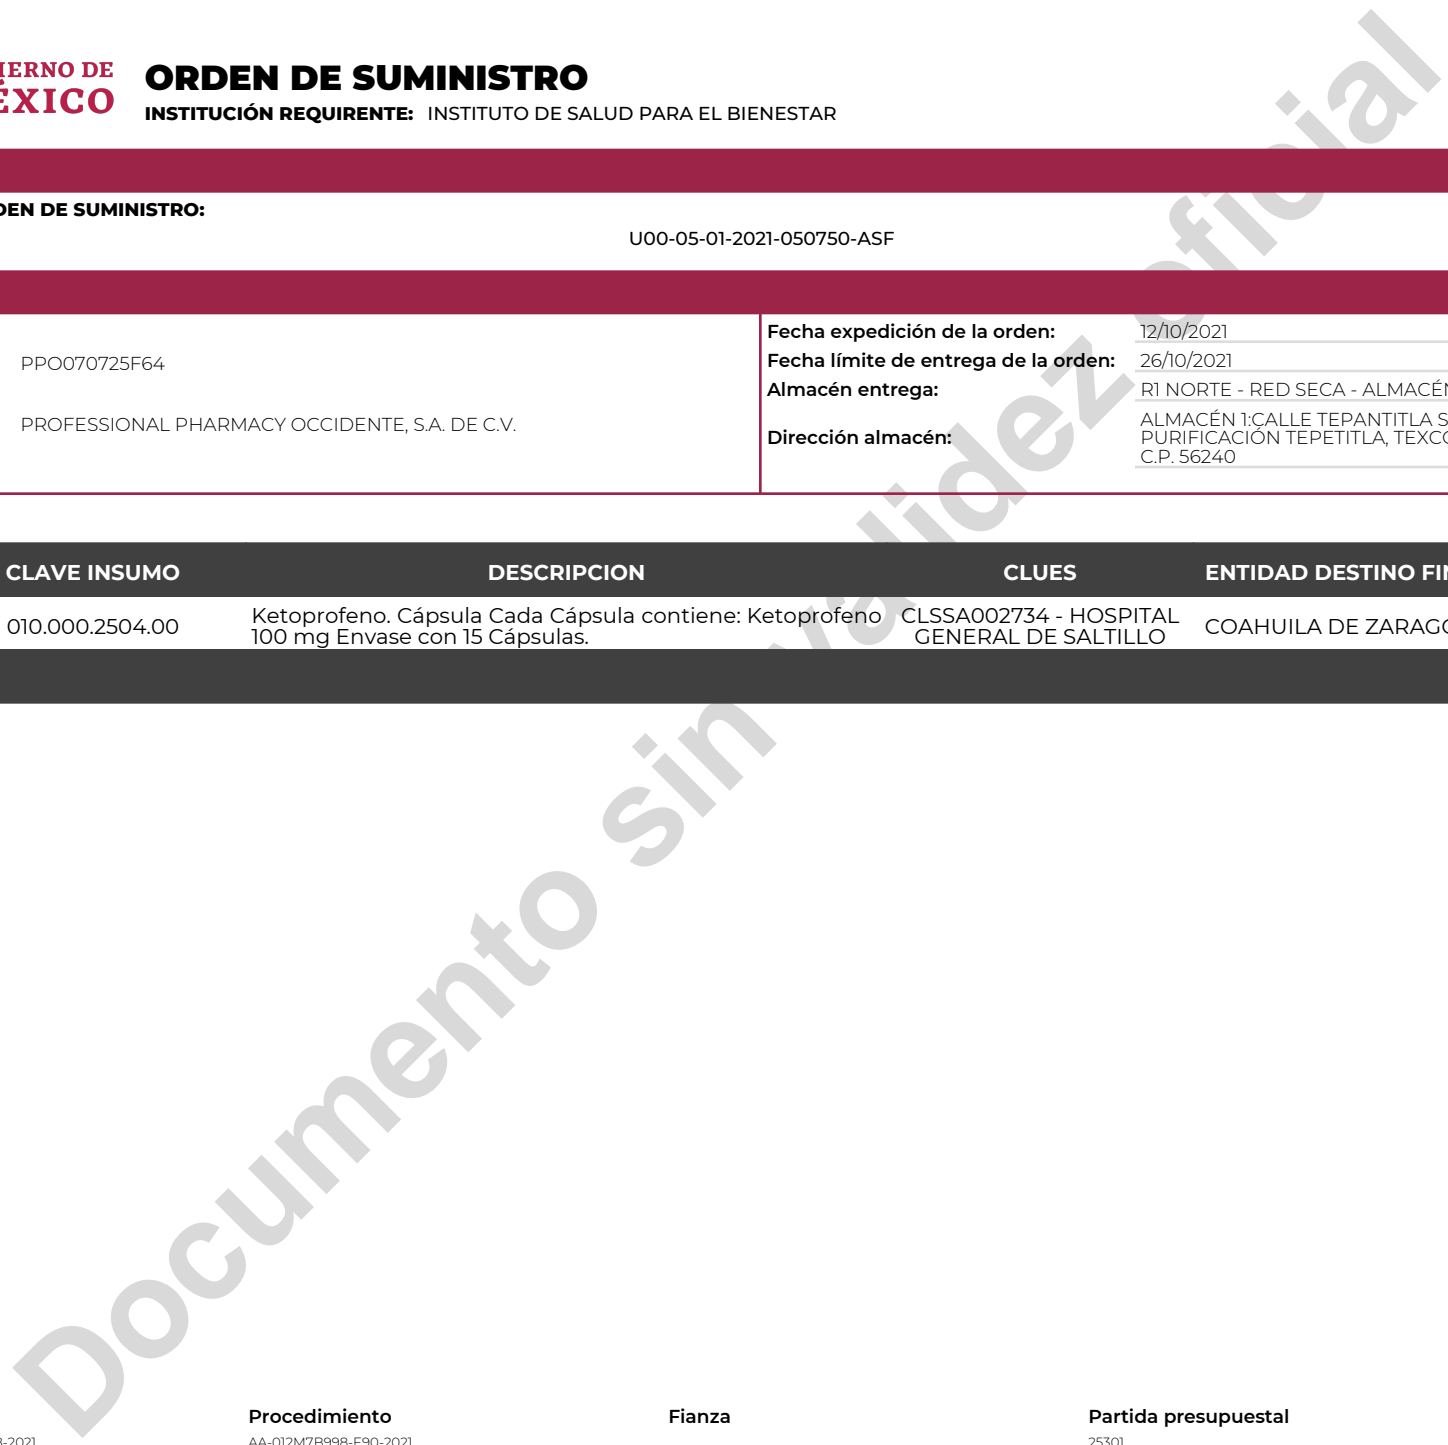 IERNO DE
ÉXICO
ORDEN DE SUMINISTRO
INSTITUCIÓN REQUIRENTE: INSTITUTO DE SALUD PARA EL BIENESTAR
DEN DE SUMINISTRO:
U00-05-01-2021-050750-ASF
PPO070725F64
PROFESSIONAL PHARMACY OCCIDENTE, S.A. DE C.V.
Fecha expedición de la orden: 12/10/2021
Fecha límite de entrega de la orden: 26/10/2021
Almacén entrega: R1 NORTE - RED SECA - ALMACÉN
Dirección almacén:
ALMACÉN 1:CALLE TEPANTITLA S
PURIFICACIÓN TEPETITLA, TEXCO
C.P. 56240
CLAVE INSUMO DESCRIPCION CLUES ENTIDAD DESTINO FIN
010.000.2504.00
Ketoprofeno. Cápsula Cada Cápsula contiene: Ketoprofeno
100 mg Envase con 15 Cápsulas.
CLSSA002734 - HOSPITAL
GENERAL DE SALTILLO
COAHUILA DE ZARAGO
Documento sin validez oficial
Procedimiento Fianza Partida presupuestal
-2021 AA-012M7B998-E90-2021 25301